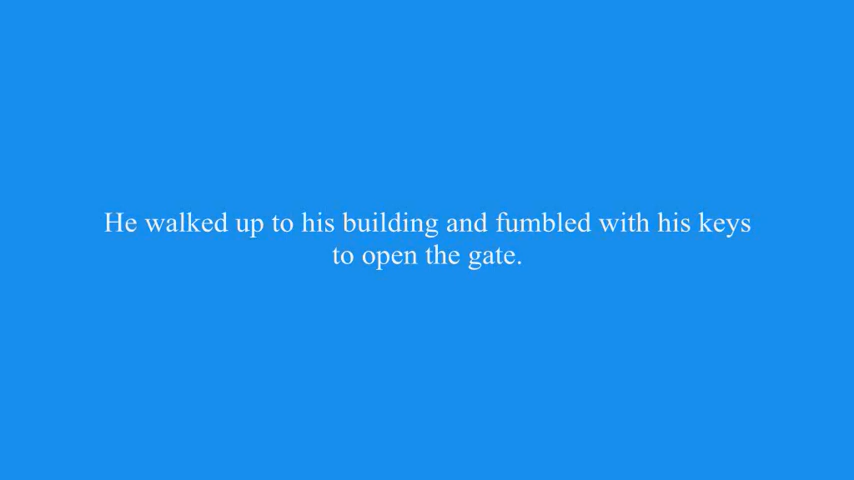 He walked up to his building and fumbled with his keys
to open the gate.